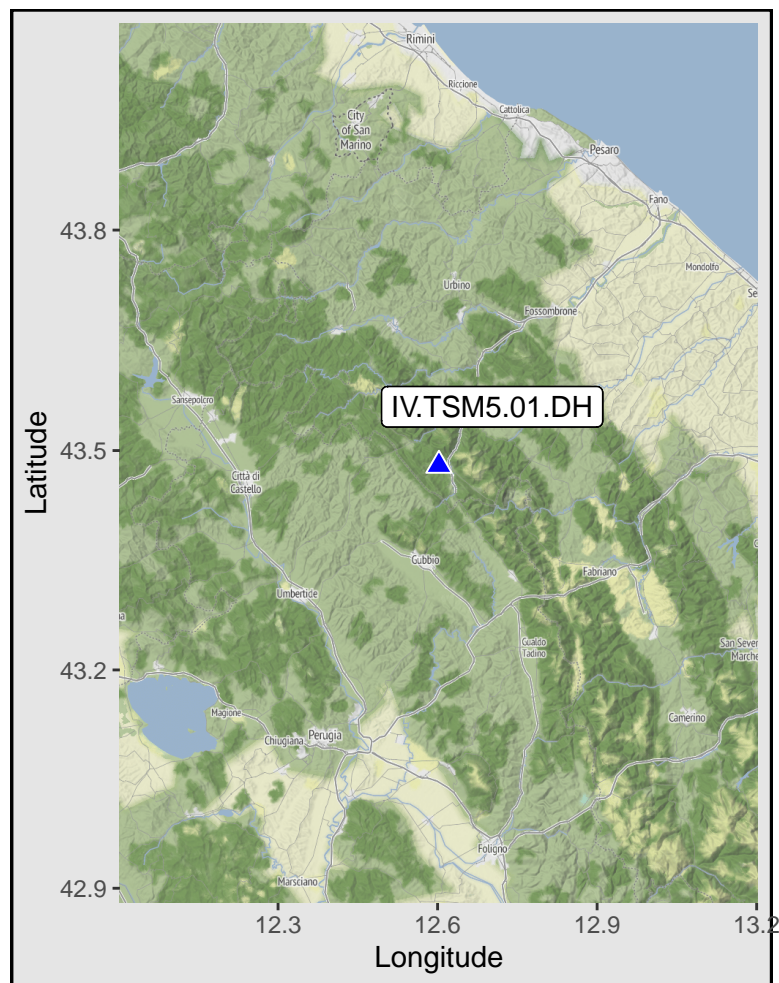 Rimini
Riccione
Cattolica
City
of San
Marino
Pesaro
Fano
43.8
Mondolfo
Urbino
Se
Fossombrone
Sansepolcro
IV.TSM5.01.DH
Latitude
43.5
Città di
Castello
Gubbio
Fabriano
Umbertide
Gualdo
Tadino
San Sever
Marche
43.2
Magione
Camerino
Perugia
Chiugiana
Foligno
Marsciano
42.9
12.3
12.6
12.9
13.2
Longitude